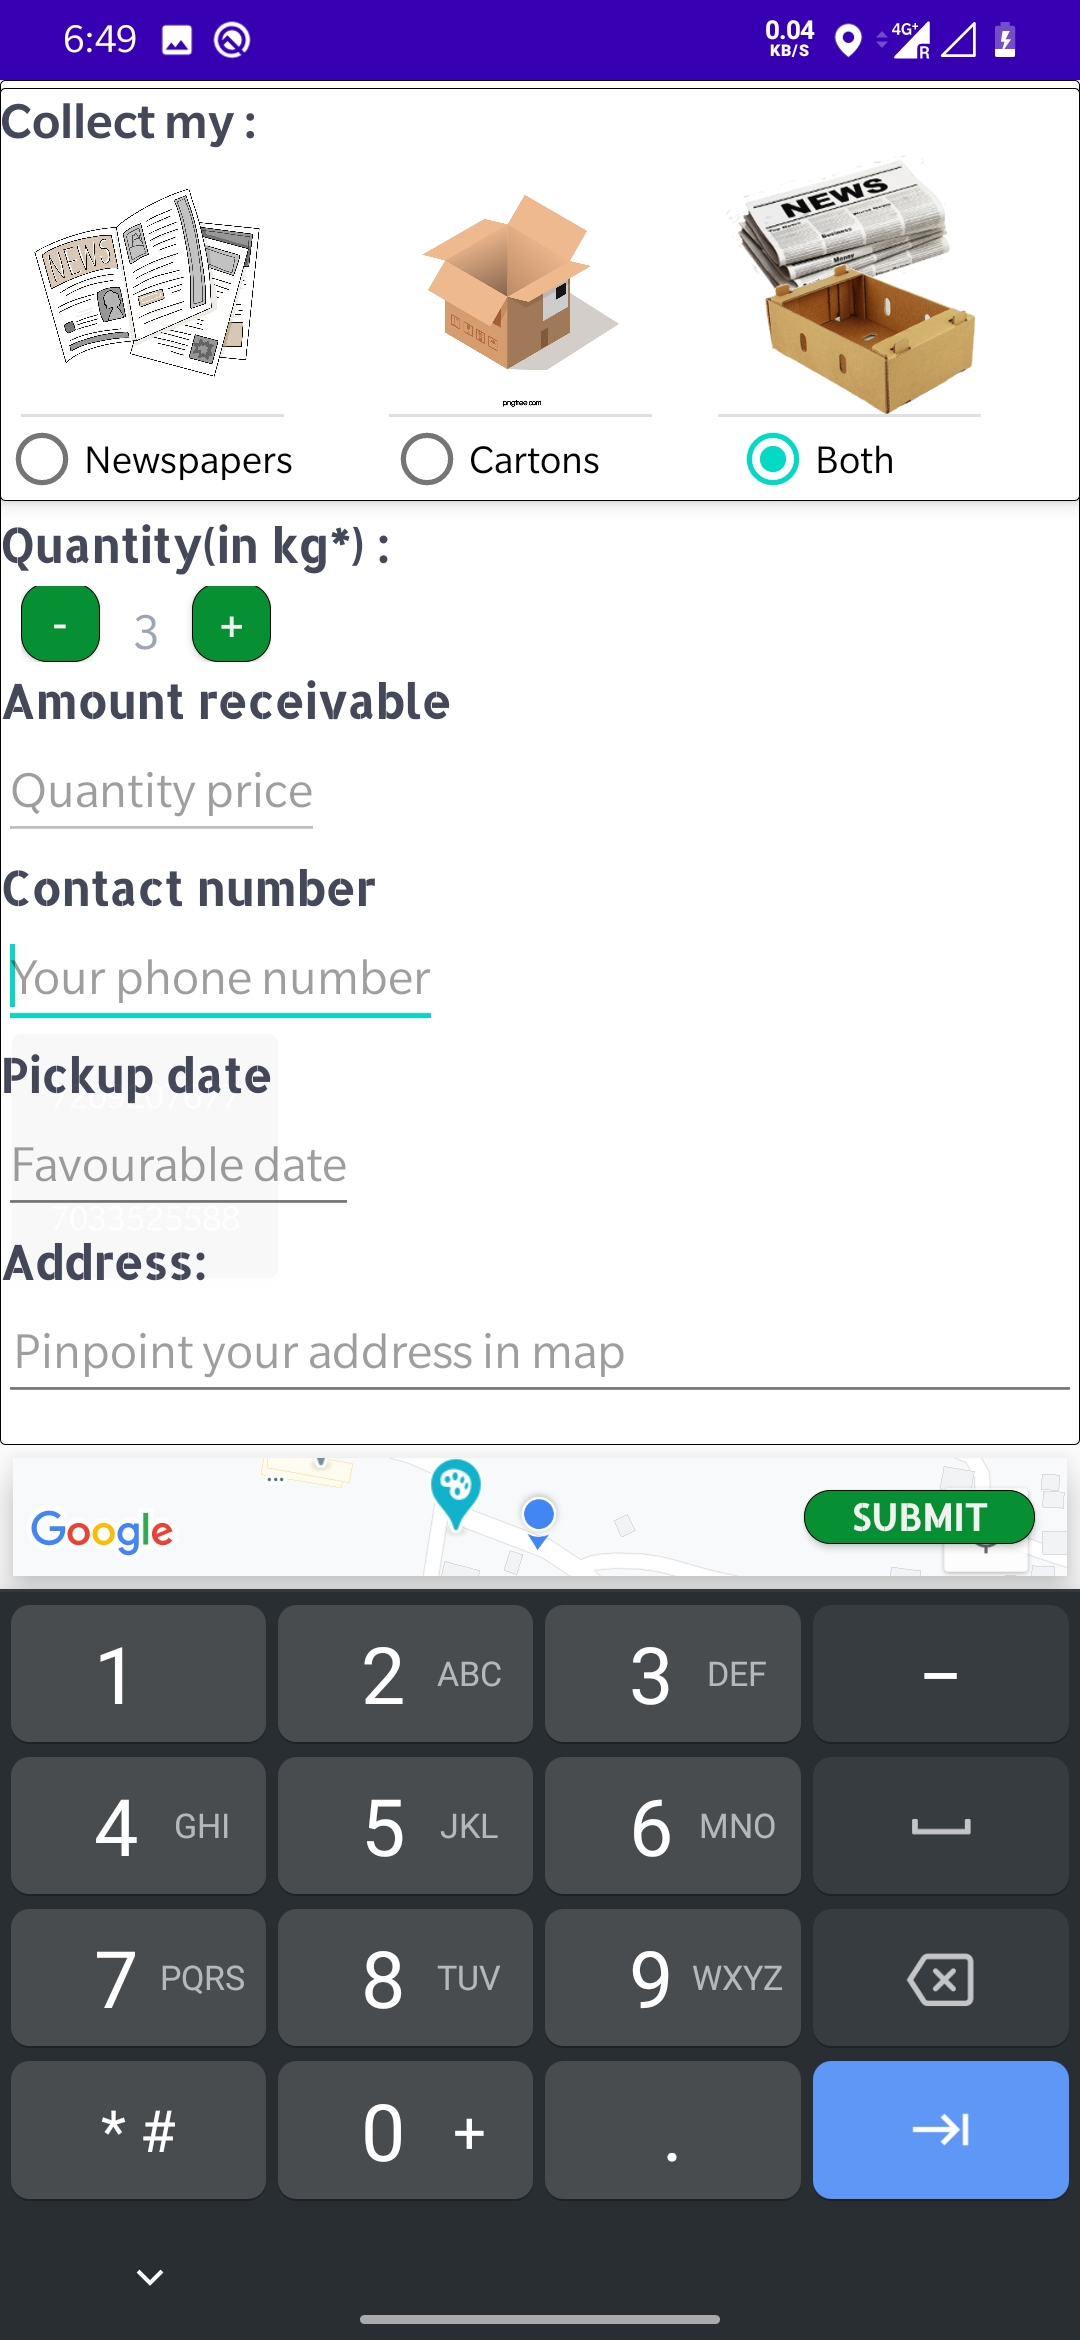 6:49
0.04
KB/S
4G+
R
Collect my :
NEWS
NEWS
pngtree.com
Newspapers
Cartons
Both
Quantity(in kg*) :
-
3
+
Amount receivable
Quantity price
Contact number
Your phone number
Pickup date
Favourable date
7033525588
Address:
Pinpoint your address in map
...
Google
SUBMIT
1
2 ABC
3 DEF
–
4 GHI
5 JKL
6 MNO
7 PQRS
8 TUV
9 WXYZ
* #
0 +
.